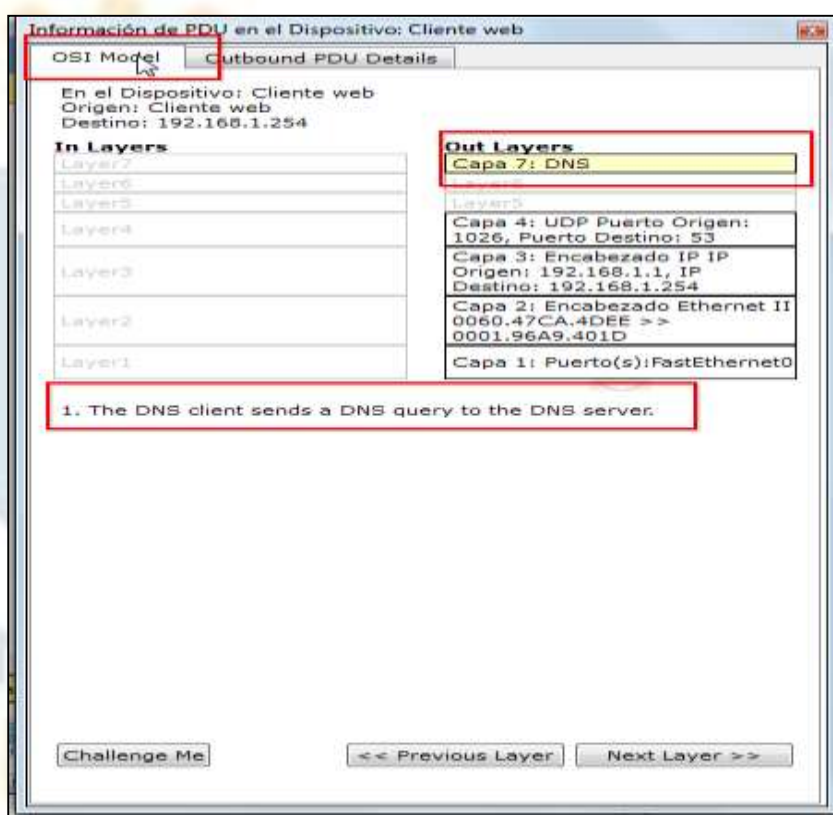 Información de PDU en el Dispositivo: Cliente web
OSI Model
Outbound PDU Details
En el Dispositivo: Cliente web
Origen: Cliente web
Destino: 192.168.1.254
In Layers
Layer7
Layer6
Layer5
Layer4
Layer3
Layer2
Layer1
Out Layers
Capa 7: DNS
Layer6
Layer5
Capa 4: UDP Puerto Origen:
1026, Puerto Destino: 53
Capa 3: Encabezado IP IP
Origen: 192.168.1.1, IP
Destino: 192.168.1.254
Capa 2: Encabezado Ethernet II
0060.47CA.4DEE >>
0001.96A9.401D
Capa 1: Puerto(s):FastEthernet0
1. The DNS client sends a DNS query to the DNS server.
Challenge Me
<< Previous Layer
Next Layer >>